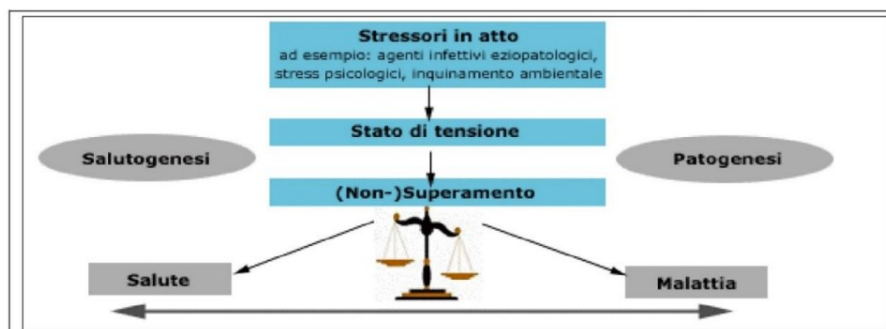 Stressori in atto
ad esempio: agenti infettivi eziopatologici,
stress psicologici, inquinamento ambientale
Stato di tensione
Salutogenesi
Patogenesi
(Non-)Superamento
Salute
Malattia